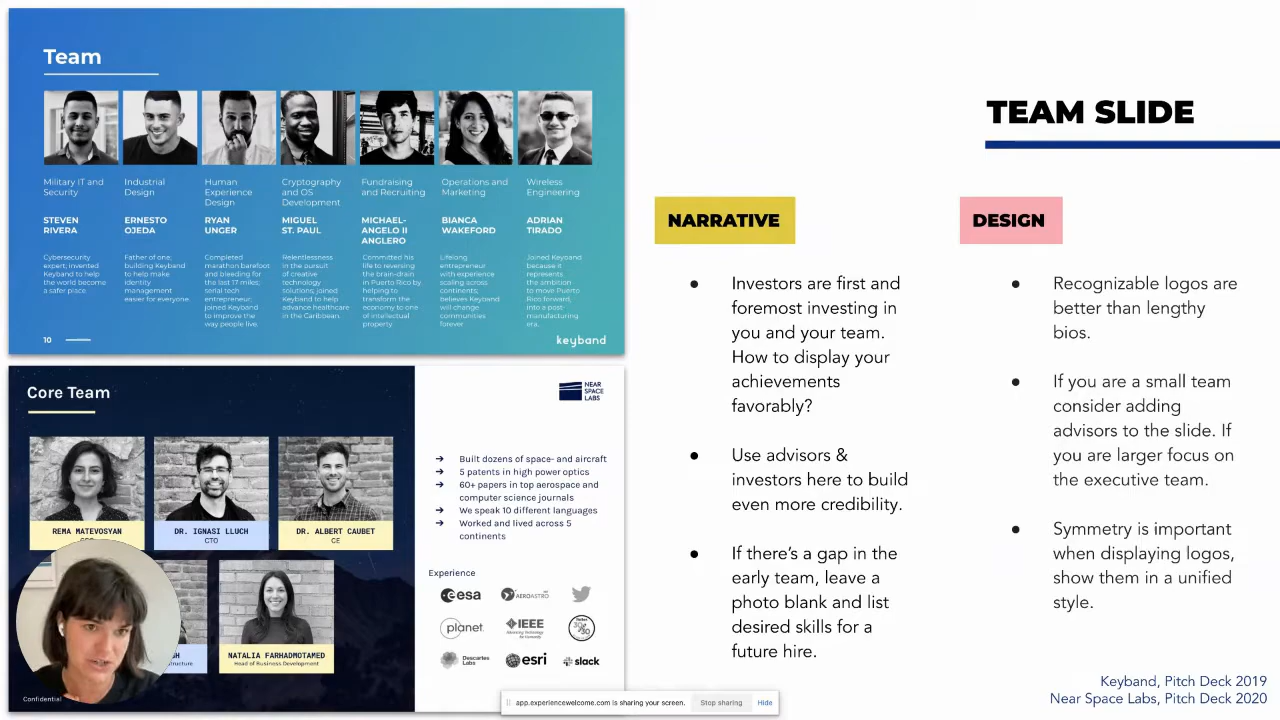 Team
Military IT and
Security
STEVEN
RIVERA
Cybersecurity
expert; invented
Keyband to help
the world become
a safer place.
Industrial
Design
ERNESTO
OJEDA
Father of one;
building Keyband
to help make
identity
management
easier for everyone.
Human
Experience
Design
RYAN
UNGER
Completed
marathon barefoot
and bleeding for
the last 17 miles;
serial tech
entrepreneur;
joined Keyband
to improve the
way people live.
Cryptography
and OS
Development
MIGUEL
ST. PAUL
Relentlessness
in the pursuit
of creative
technology
solutions; joined
Keyband to help
advance healthcare
in the Caribbean.
Fundraising
and Recruiting
MICHAEL-
ANGELO II
ANGLERO
Committed his
life to reversing
the brain-drain
in Puerto Rico by
helping to
transform the
economy to one
of intellectual
property.
Operations and
Marketing
BIANCA
WAKEFORD
Lifelong
entrepreneur
with experience
scaling across
continents;
believes Keyband
will change
communities
forever
Wireless
Engineering
ADRIAN
TIRADO
Joined Keyband
because it
represents
the ambition
to move Puerto
Rico forward,
into a post-
manufacturing
era.
10
keyband
Core Team
REMA MATEVOSYAN
DR. IGNASI LLUCH
CTO
DR. ALBERT CAUBET
CE
NATALIA FARHADMOTAMED
Head of Business Development
Confidential
NEAR
SPACE
LABS
➔ Built dozens of space- and aircraft
➔ 5 patents in high power optics
➔ 60+ papers in top aerospace and
computer science journals
➔ We speak 10 different languages
➔ Worked and lived across 5
continents
Experience
esa
AEROASTRO
planet.
IEEE
30
30
Descartes
Labs
esri
slack
app.experiencewelcome.com is sharing your screen.
Stop sharing
Hide
TEAM SLIDE
NARRATIVE
● Investors are first and
foremost investing in
you and your team.
How to display your
achievements
favorably?
● Use advisors &
investors here to build
even more credibility.
● If there's a gap in the
early team, leave a
photo blank and list
desired skills for a
future hire.
DESIGN
● Recognizable logos are
better than lengthy
bios.
● If you are a small team
consider adding
advisors to the slide. If
you are larger focus on
the executive team.
● Symmetry is important
when displaying logos,
show them in a unified
style.
Keyband, Pitch Deck 2019
Near Space Labs, Pitch Deck 2020